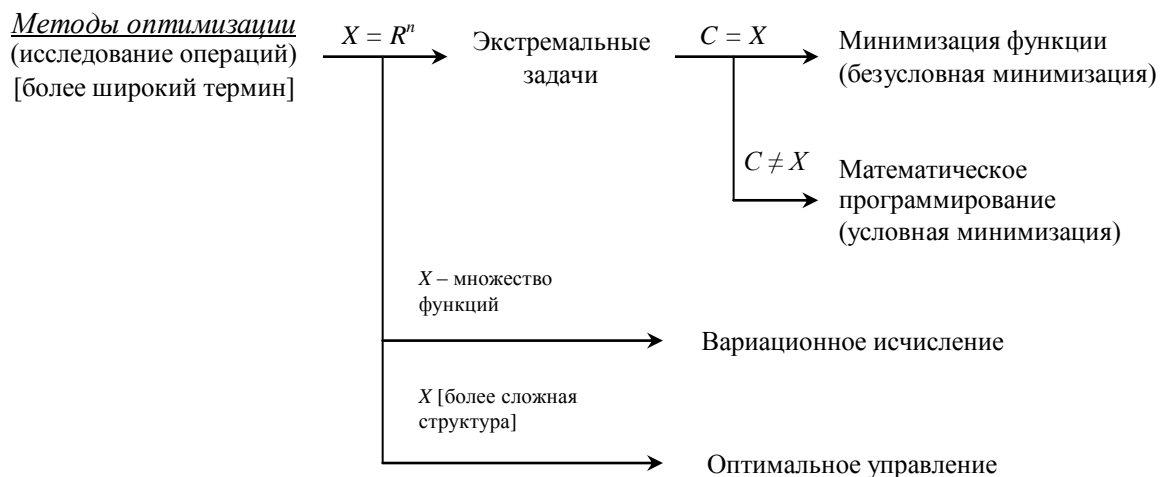 Методы оптимизации
(исследование операций)
[более широкий термин]
X = Rⁿ
Экстремальные
задачи
C = X
Минимизация функции
(безусловная минимизация)
C ≠ X
Математическое
программирование
(условная минимизация)
X – множество
функций
Вариационное исчисление
X [более сложная
структура]
Оптимальное управление